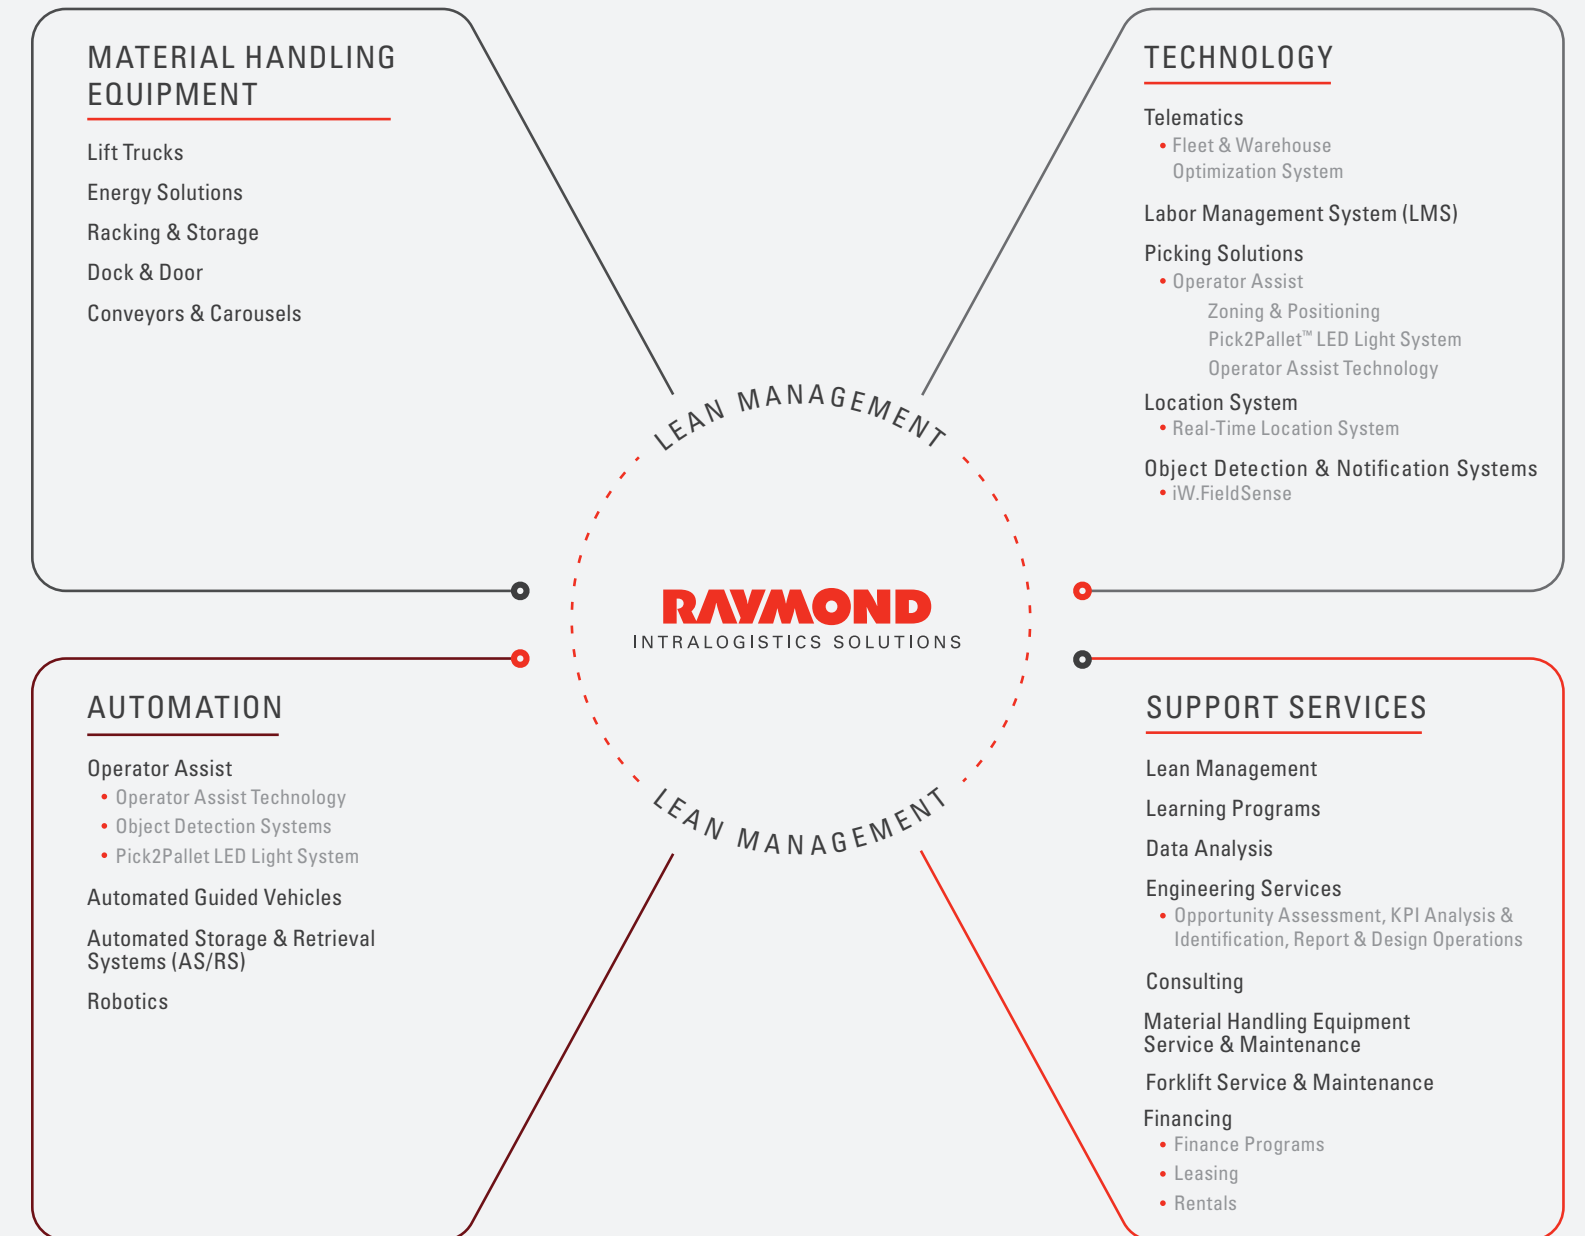 MATERIAL HANDLING
EQUIPMENT
Lift Trucks
Energy Solutions
Racking & Storage
Dock & Door
Conveyors & Carousels
TECHNOLOGY
Telematics
• Fleet & Warehouse
Optimization System
Labor Management System (LMS)
Picking Solutions
• Operator Assist
Zoning & Positioning
Pick2Pallet™ LED Light System
Operator Assist Technology
Location System
• Real-Time Location System
Object Detection & Notification Systems
• iW.FieldSense
LEAN MANAGEMENT
RAYMOND
INTRALOGISTICS SOLUTIONS
LEAN MANAGEMENT
AUTOMATION
Operator Assist
• Operator Assist Technology
• Object Detection Systems
• Pick2Pallet LED Light System
Automated Guided Vehicles
Automated Storage & Retrieval
Systems (AS/RS)
Robotics
SUPPORT SERVICES
Lean Management
Learning Programs
Data Analysis
Engineering Services
• Opportunity Assessment, KPI Analysis &
Identification, Report & Design Operations
Consulting
Material Handling Equipment
Service & Maintenance
Forklift Service & Maintenance
Financing
• Finance Programs
• Leasing
• Rentals